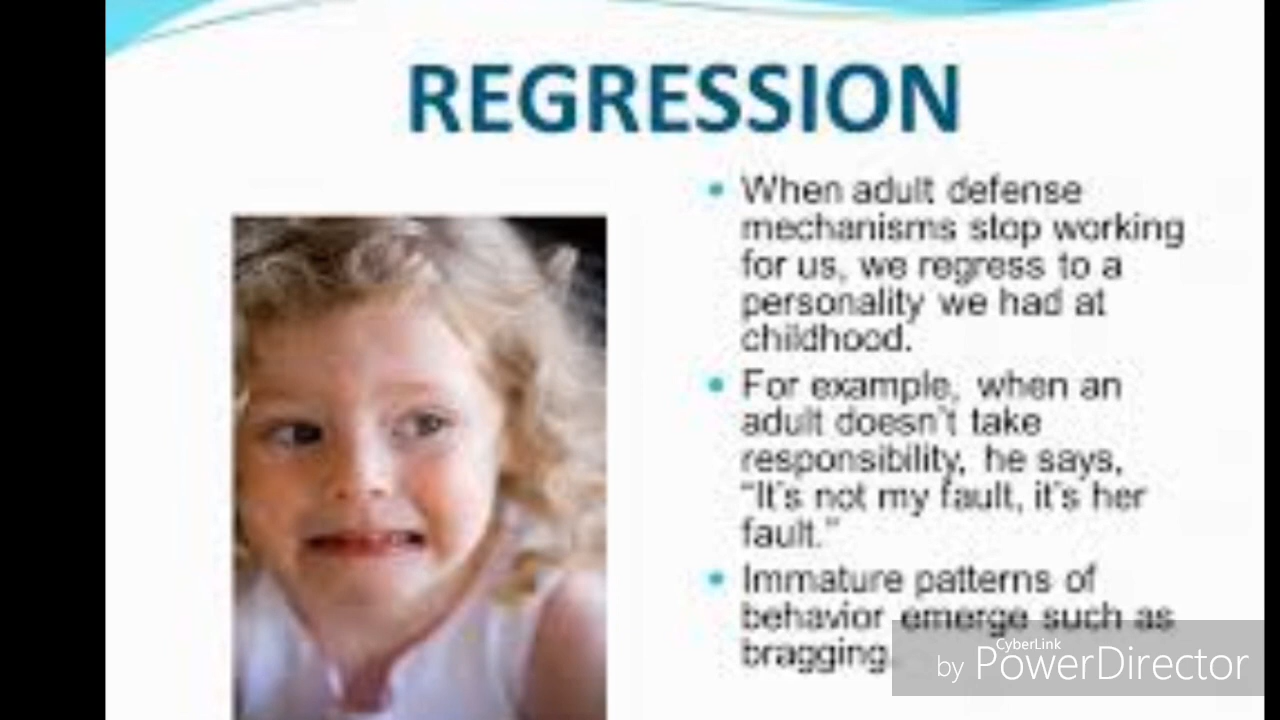 REGRESSION
• When adult defense
mechanisms stop working
for us, we regress to a
personality we had at
childhood.
• For example, when an
adult doesn't take
responsibility, he says,
"It's not my fault, it's her
fault."
• Immature patterns of
behavior emerge such as
bragging.
CyberLink
by PowerDirector